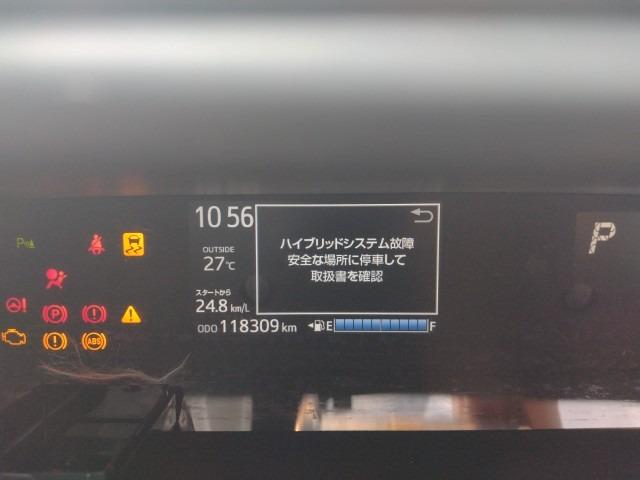 10 56
OUTSIDE
27℃
スタートから
24.8 km/L
ODO 118309 km
ハイブリッドシステム故障
安全な場所に停車して
取扱書を確認
E F
P
P
P
!
!
!
!
ABS